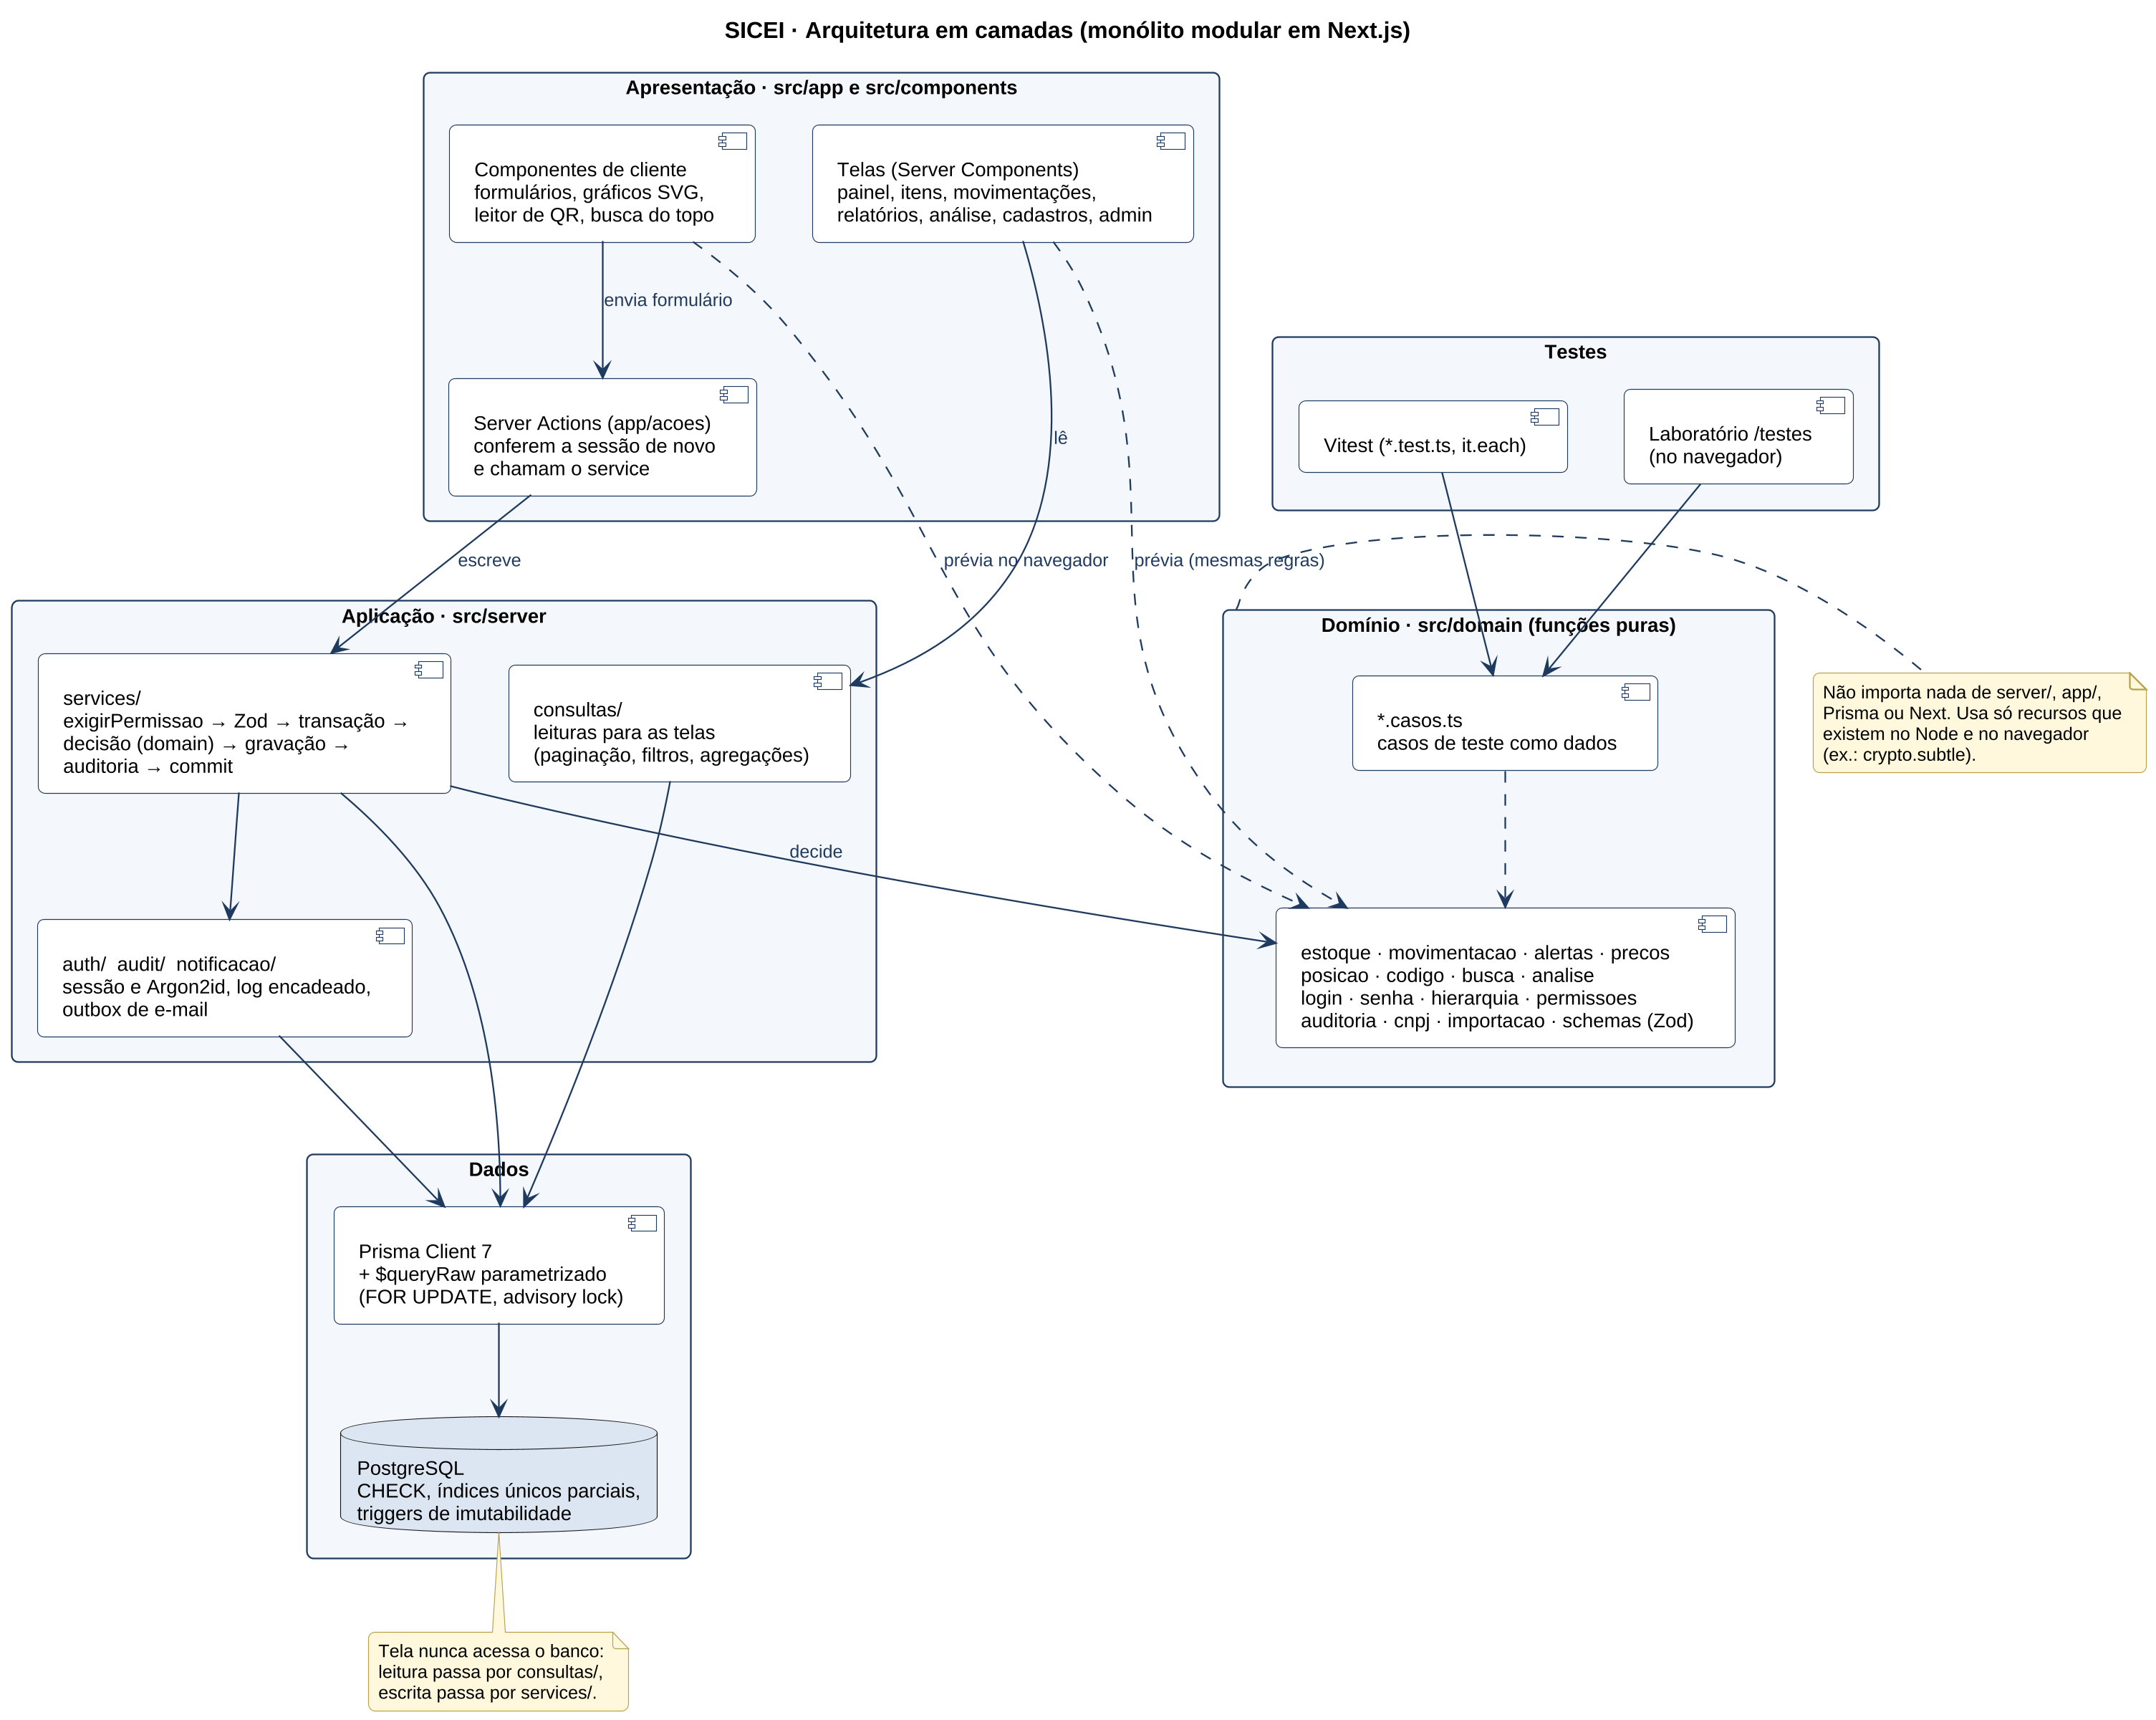 SICEI · Arquitetura em camadas (monólito modular em Next.js)
Apresentação · src/app e src/components
Componentes de cliente
formulários, gráficos SVG,
leitor de QR, busca do topo
Telas (Server Components)
painel, itens, movimentações,
relatórios, análise, cadastros, admin
envia formulário
Server Actions (app/acoes)
conferem a sessão de novo
e chamam o service
lê
Testes
Vitest (*.test.ts, it.each)
Laboratório /testes
(no navegador)
escreve
prévia no navegador
prévia (mesmas regras)
Aplicação · src/server
services/
exigirPermissao → Zod → transação →
decisão (domain) → gravação →
auditoria → commit
consultas/
leituras para as telas
(paginação, filtros, agregações)
Domínio · src/domain (funções puras)
*.casos.ts
casos de teste como dados
Não importa nada de server/, app/,
Prisma ou Next. Usa só recursos que
existem no Node e no navegador
(ex.: crypto.subtle).
decide
auth/  audit/  notificacao/
sessão e Argon2id, log encadeado,
outbox de e-mail
estoque · movimentacao · alertas · precos
posicao · codigo · busca · analise
login · senha · hierarquia · permissoes
auditoria · cnpj · importacao · schemas (Zod)
Dados
Prisma Client 7
+ $queryRaw parametrizado
(FOR UPDATE, advisory lock)
PostgreSQL
CHECK, índices únicos parciais,
triggers de imutabilidade
Tela nunca acessa o banco:
leitura passa por consultas/,
escrita passa por services/.